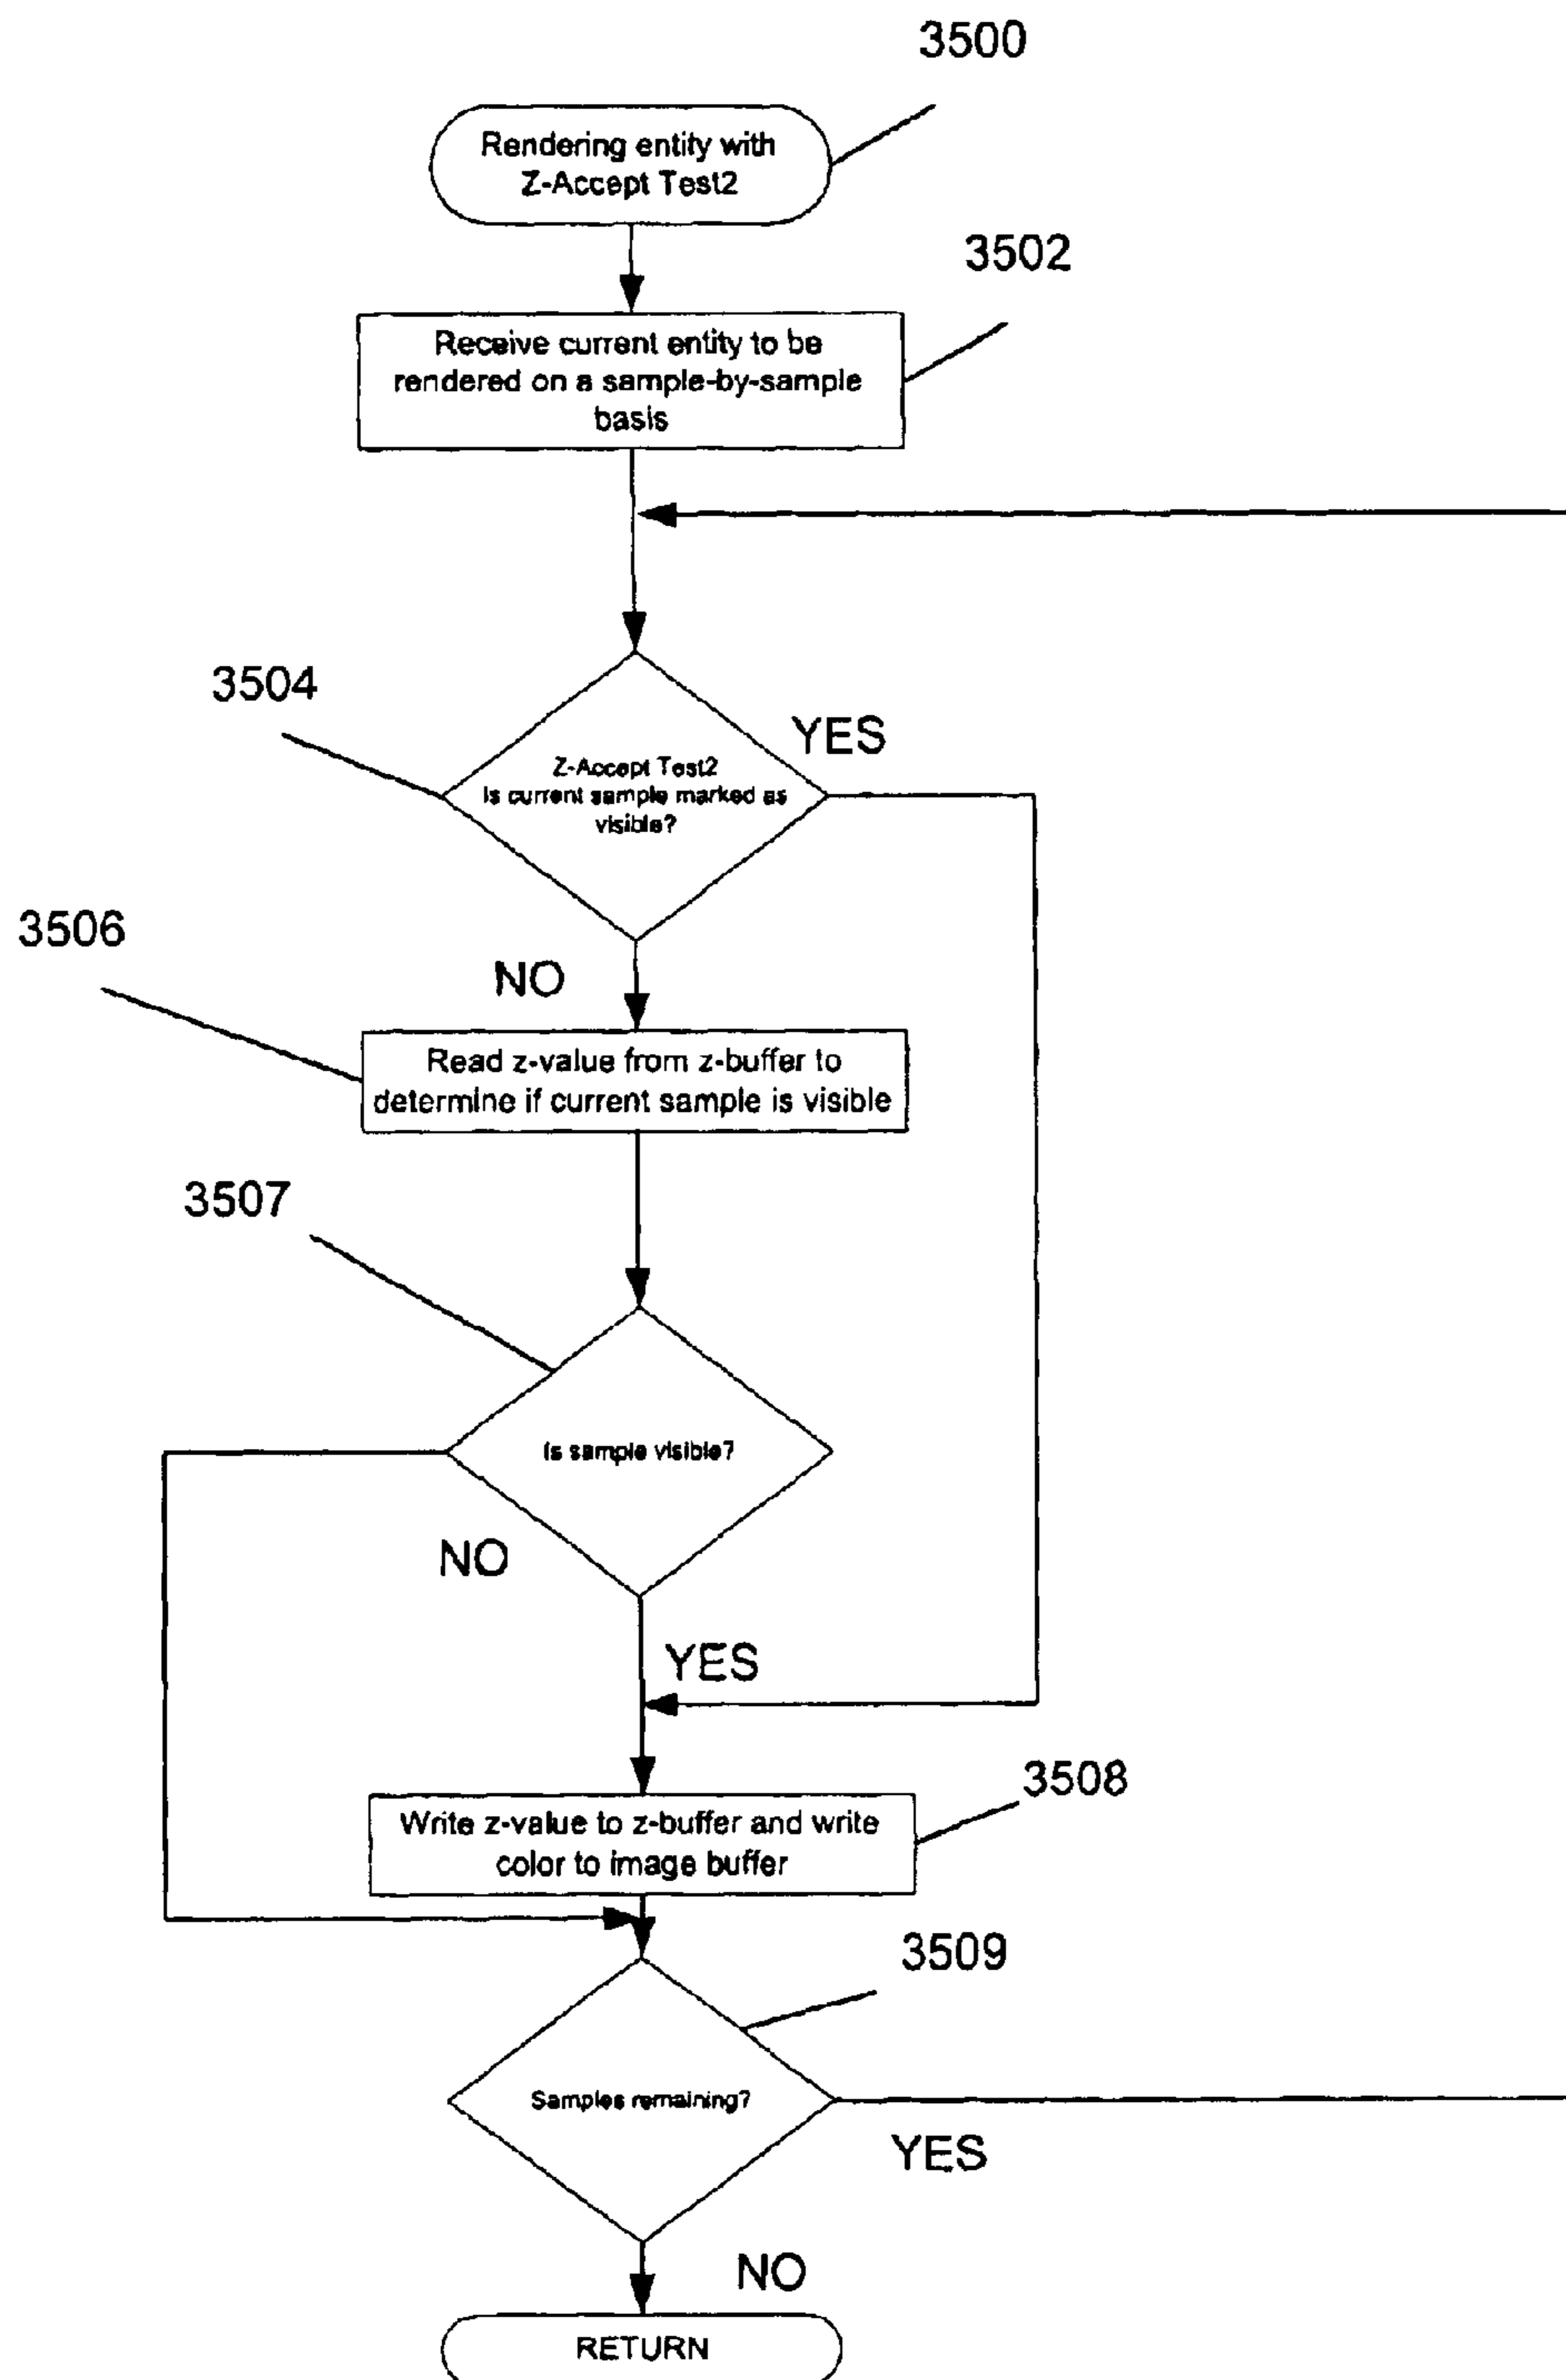 3500
Rendering entity with
Z-Accept Test2
3502
Receive current entity to be
rendered on a sample-by-sample
basis
3504
YES
Z-Accept Test2
Is current sample marked as
visible?
3506
NO
Read z-value from z-buffer to
determine if current sample is visible
3507
Is sample visible?
NO
YES
3508
Write z-value to z-buffer and write
color to image buffer
3509
Samples remaining?
YES
NO
RETURN